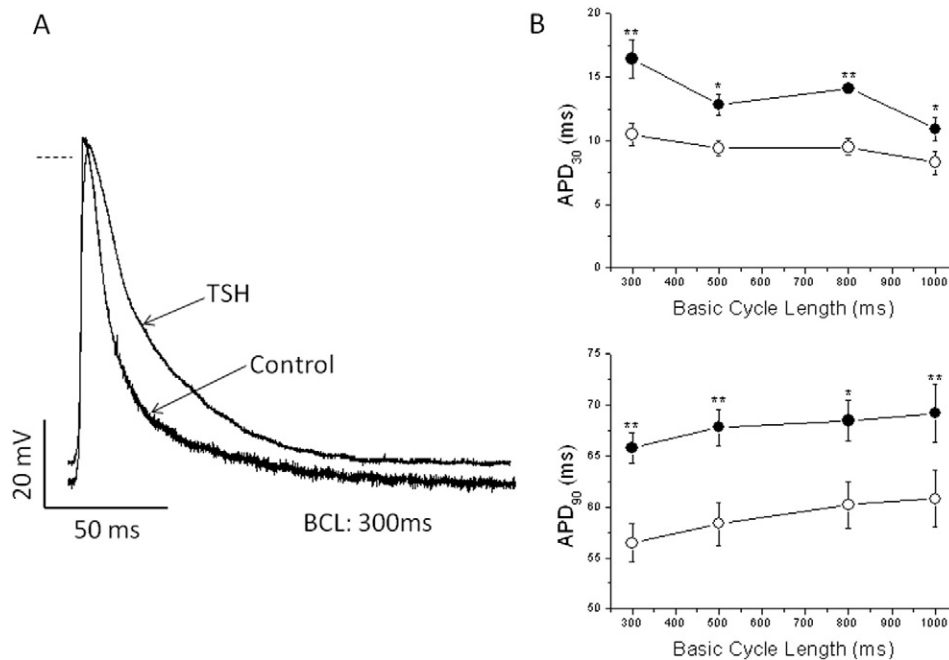 A
TSH
Control
20 mV
50 ms
BCL: 300ms
B
20
15
10
5
0
APD30 (ms)
** * ** *
300 400 500 600 700 800 900 1000
Basic Cycle Length (ms)
75
70
65
60
55
50
APD90 (ms)
** ** * **
300 400 500 600 700 800 900 1000
Basic Cycle Length (ms)